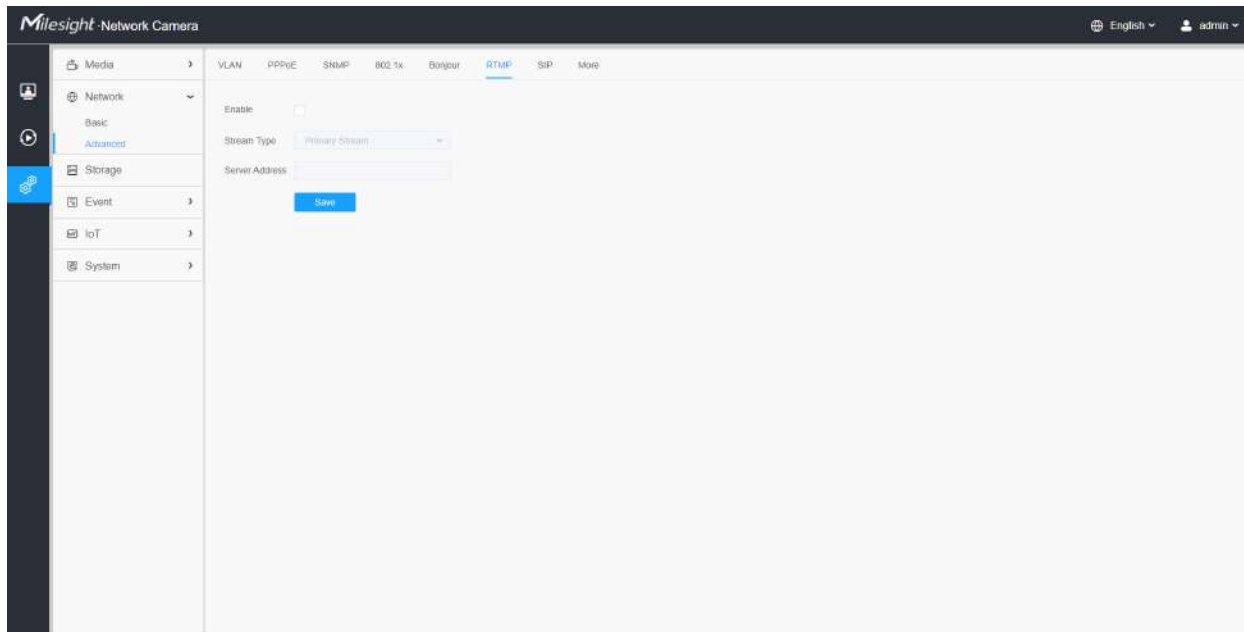 Milesight-Network Camera
English
admin
Media
Network
Basic
Advanced
Storage
Event
IoT
System
VLAN PPPoE SNMP 802.1x Bonjour RTMP SIP More
Enable
Stream Type Primary Stream
Server Address
Save